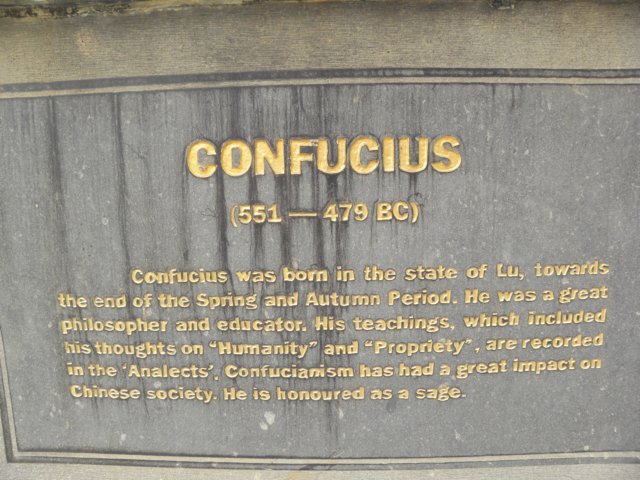 CONFUCIUS
(551 — 479 BC)
Confucius was born in the state of Lu, towards
the end of the Spring and Autumn Period. He was a great
philosopher and educator. His teachings, which included
his thoughts on "Humanity" and "Propriety", are recorded
in the 'Analects'. Confucianism has had a great impact on
Chinese society. He is honoured as a sage.